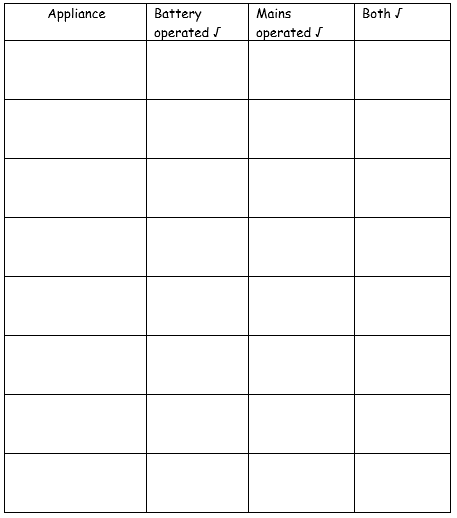 Appliance
Battery
operated √
Mains
operated √
Both √